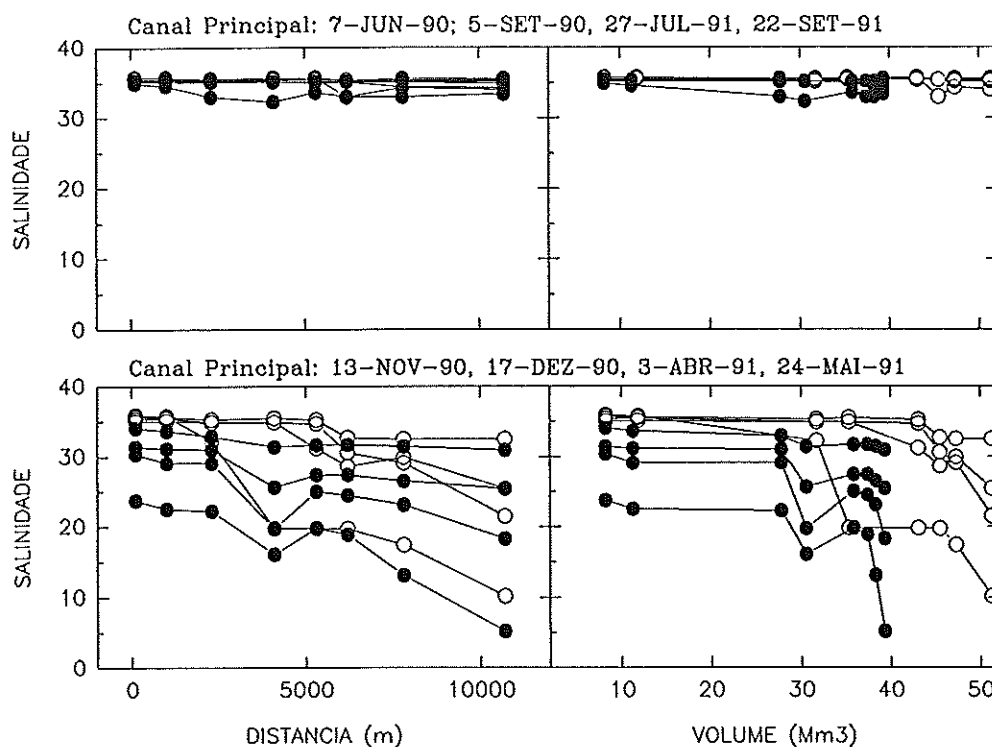 Canal Principal: 7-JUN-90; 5-SET-90, 27-JUL-91, 22-SET-91
40
30
20
10
0
SALINIDADE
Canal Principal: 13-NOV-90, 17-DEZ-90, 3-ABR-91, 24-MAI-91
40
30
20
10
0
SALINIDADE
0 5000 10000 10 20 30 40 50
DISTANCIA (m) VOLUME (Mm3)